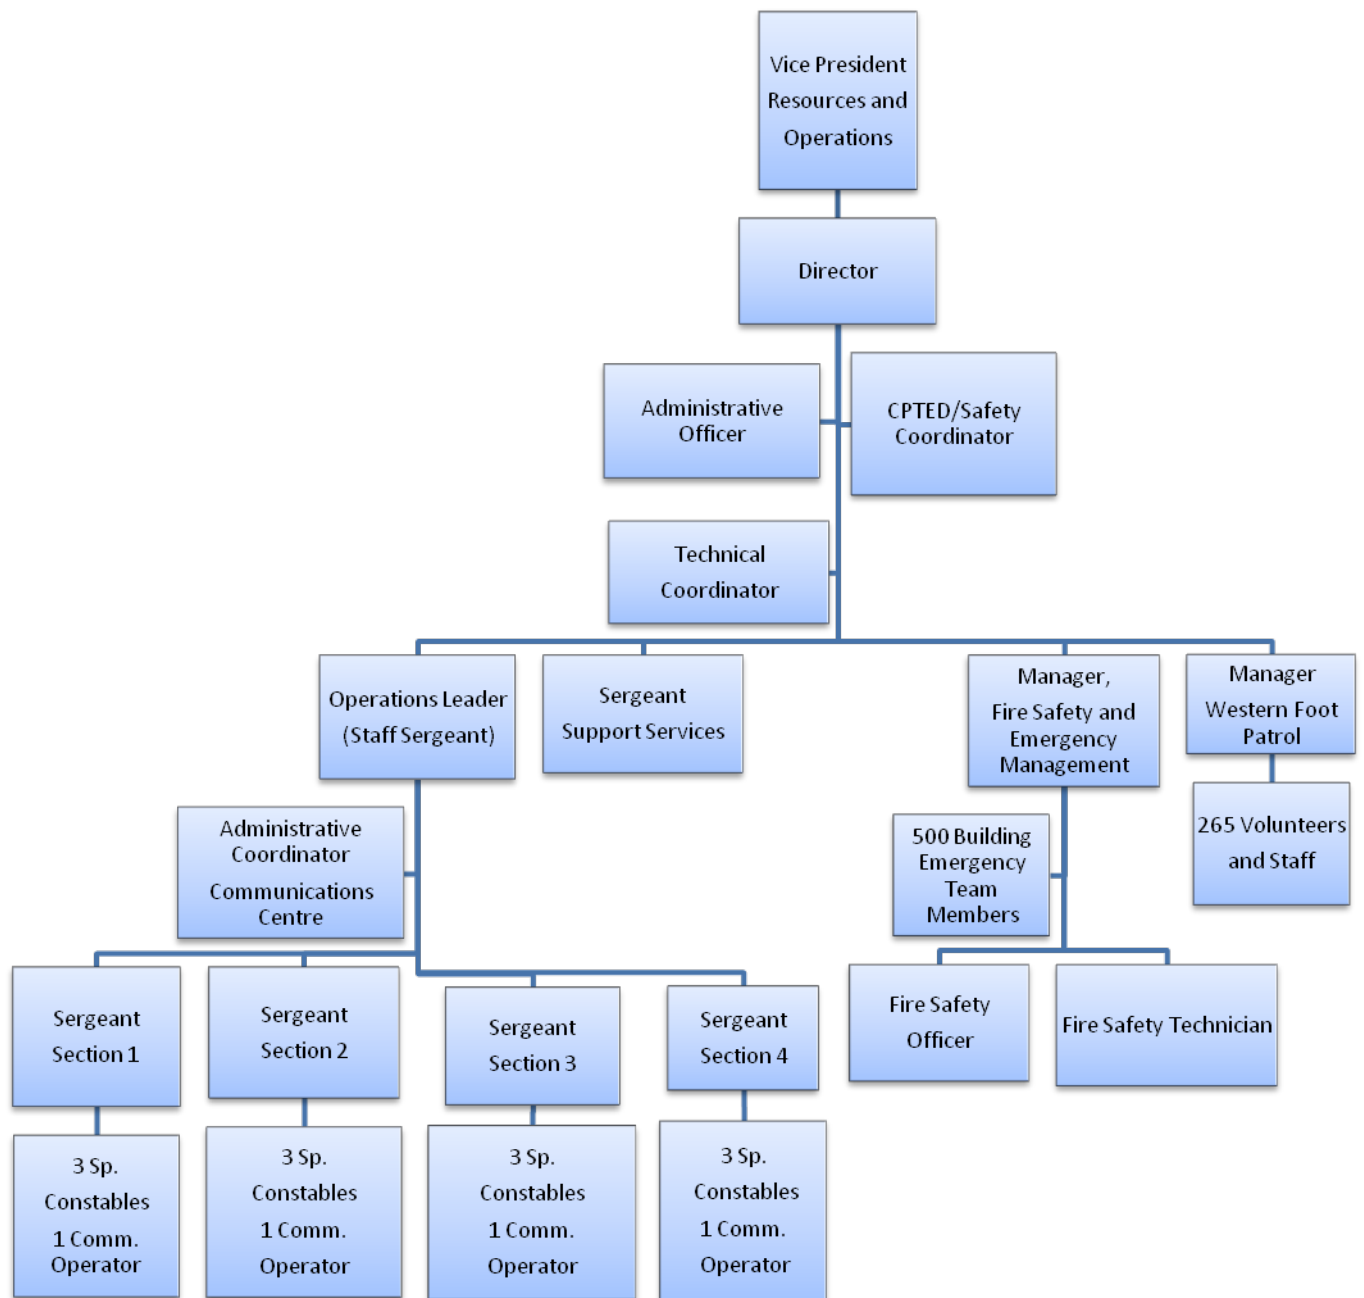 Vice President
Resources and
Operations
Director
Administrative
Officer
CPTED/Safety
Coordinator
Technical
Coordinator
Operations Leader
(Staff Sergeant)
Sergeant
Support Services
Manager,
Fire Safety and
Emergency
Management
Manager
Western Foot
Patrol
Administrative
Coordinator
Communications
Centre
500 Building
Emergency
Team
Members
265 Volunteers
and Staff
Sergeant
Section 1
Sergeant
Section 2
Sergeant
Section 3
Sergeant
Section 4
Fire Safety
Officer
Fire Safety Technician
3 Sp.
Constables
1 Comm.
Operator
3 Sp.
Constables
1 Comm.
Operator
3 Sp.
Constables
1 Comm.
Operator
3 Sp.
Constables
1 Comm.
Operator